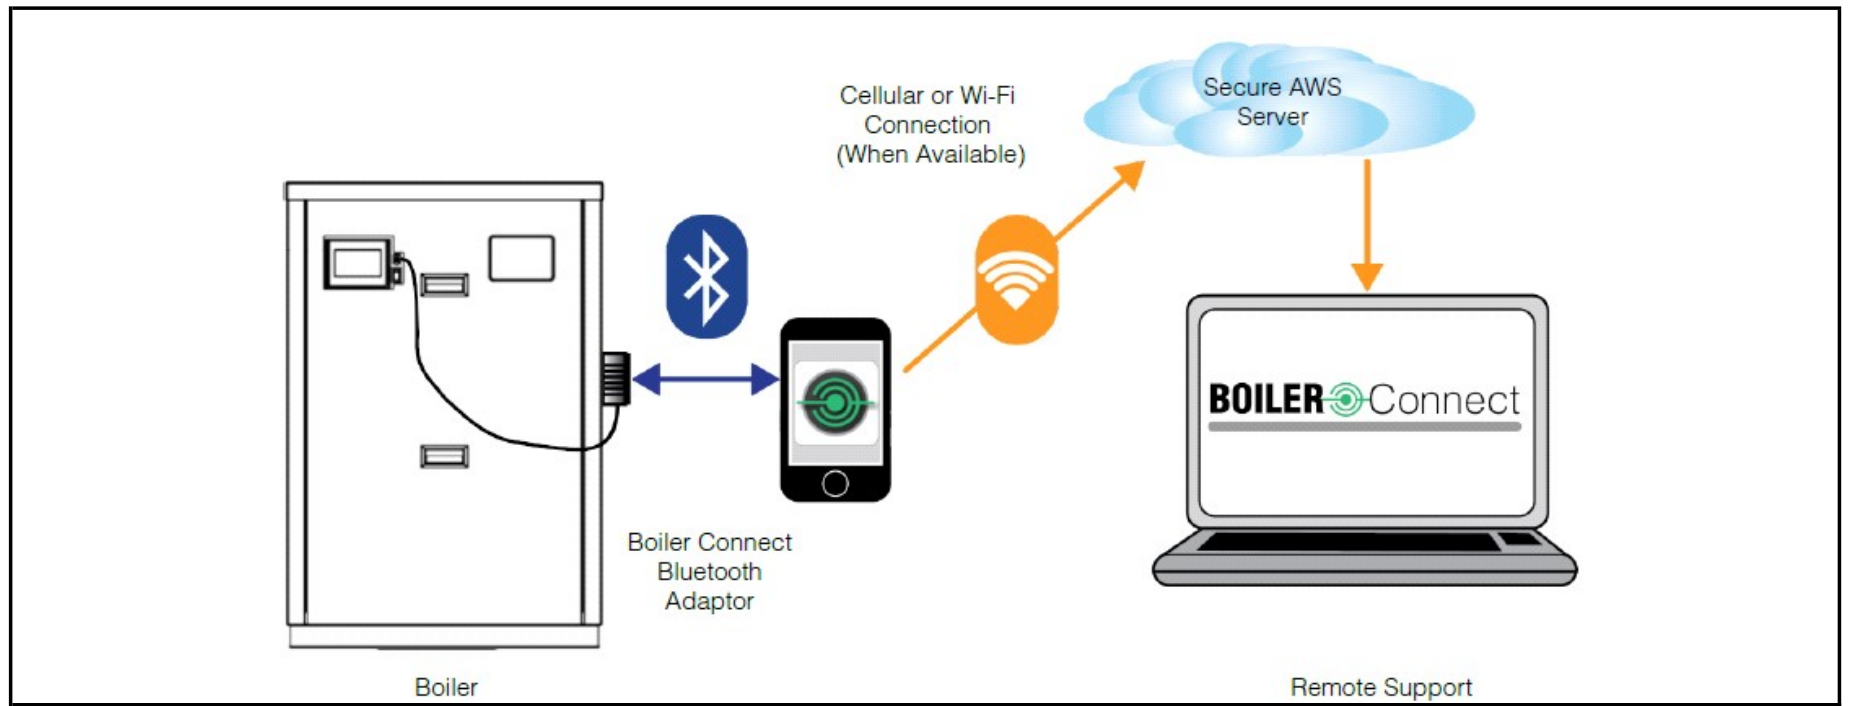 Cellular or Wi-Fi
Connection
(When Available)
Secure AWS
Server
BOILER Connect
Boiler Connect
Bluetooth
Adaptor
Boiler
Remote Support